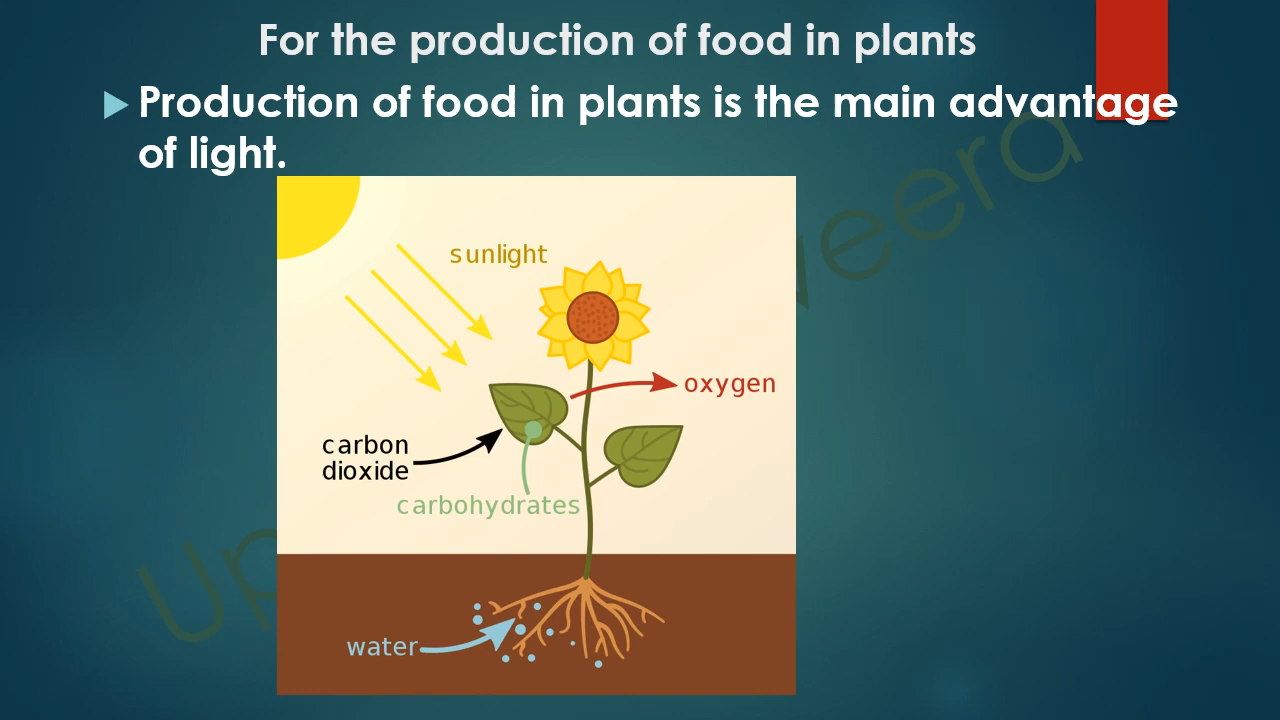 For the production of food in plants
Production of food in plants is the main advantage
of light.
sunlight
oxygen
carbon
dioxide
carbohydrates
water